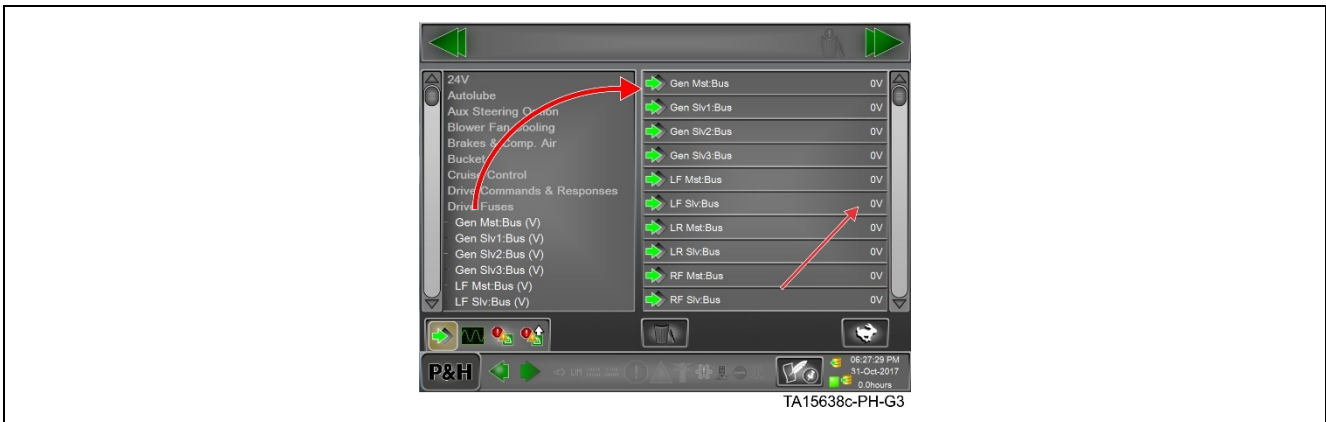 24V
Autolube
Aux Steering Option
Blower Fan Cooling
Brakes & Comp. Air
Bucket
Cruise Control
Drive Commands & Responses
Drive Fuses
Gen Mst:Bus (V)
Gen Slv1:Bus (V)
Gen Slv2:Bus (V)
Gen Slv3:Bus (V)
LF Mst:Bus (V)
LF Slv:Bus (V)
Gen Mst:Bus 0V
Gen Slv1:Bus 0V
Gen Slv2:Bus 0V
Gen Slv3:Bus 0V
LF Mst:Bus 0V
LF Slv:Bus 0V
LR Mst:Bus 0V
LR Slv:Bus 0V
RF Mst:Bus 0V
RF Slv:Bus 0V
P&H
LIM
06:27:29 PM
31-Oct-2017
0.0hours
TA15638c-PH-G3